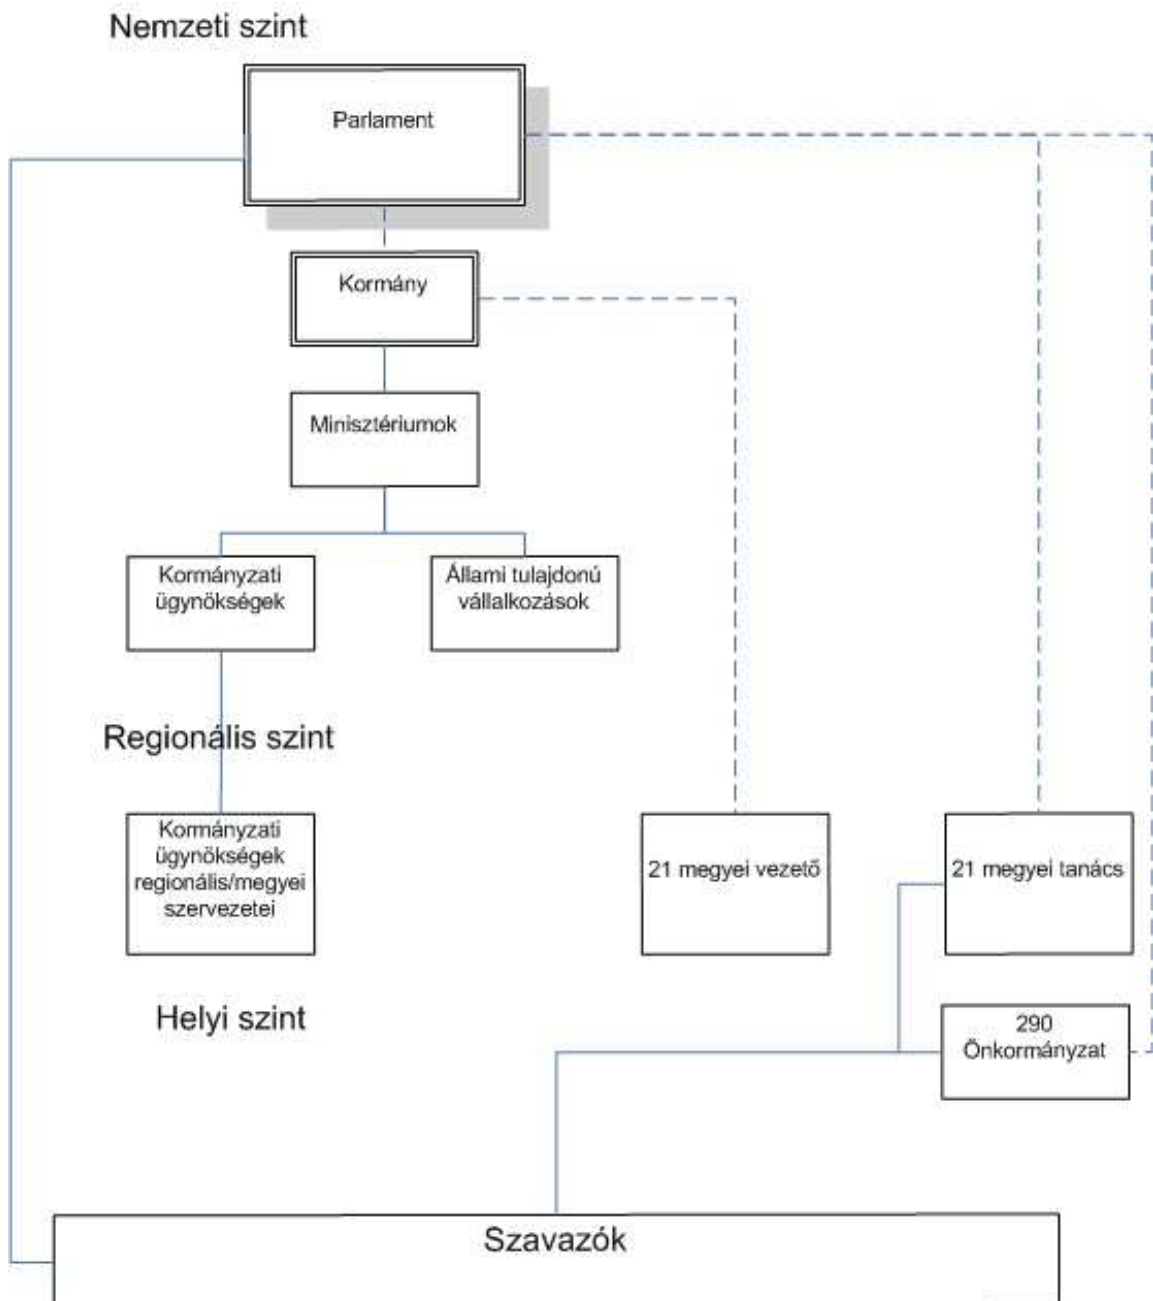 Nemzeti szint
Parlament
Kormány
Minisztériumok
Kormányzati
ügynökségek
Állami tulajdonú
vállalkozások
Regionális szint
Kormányzati
ügynökségek
regionális/megyei
szervezetei
21 megyei vezető
21 megyei tanács
Helyi szint
290
Önkormányzat
Szavazók